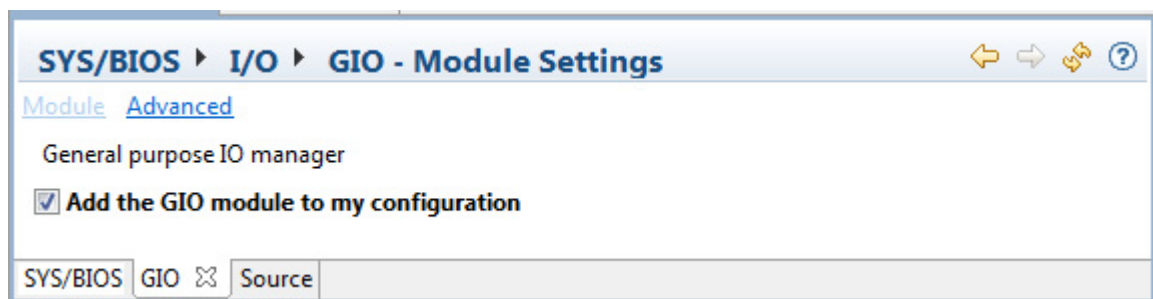 SYS/BIOS ▸ I/O ▸ GIO - Module Settings
Module Advanced
General purpose IO manager
Add the GIO module to my configuration
SYS/BIOS GIO Source